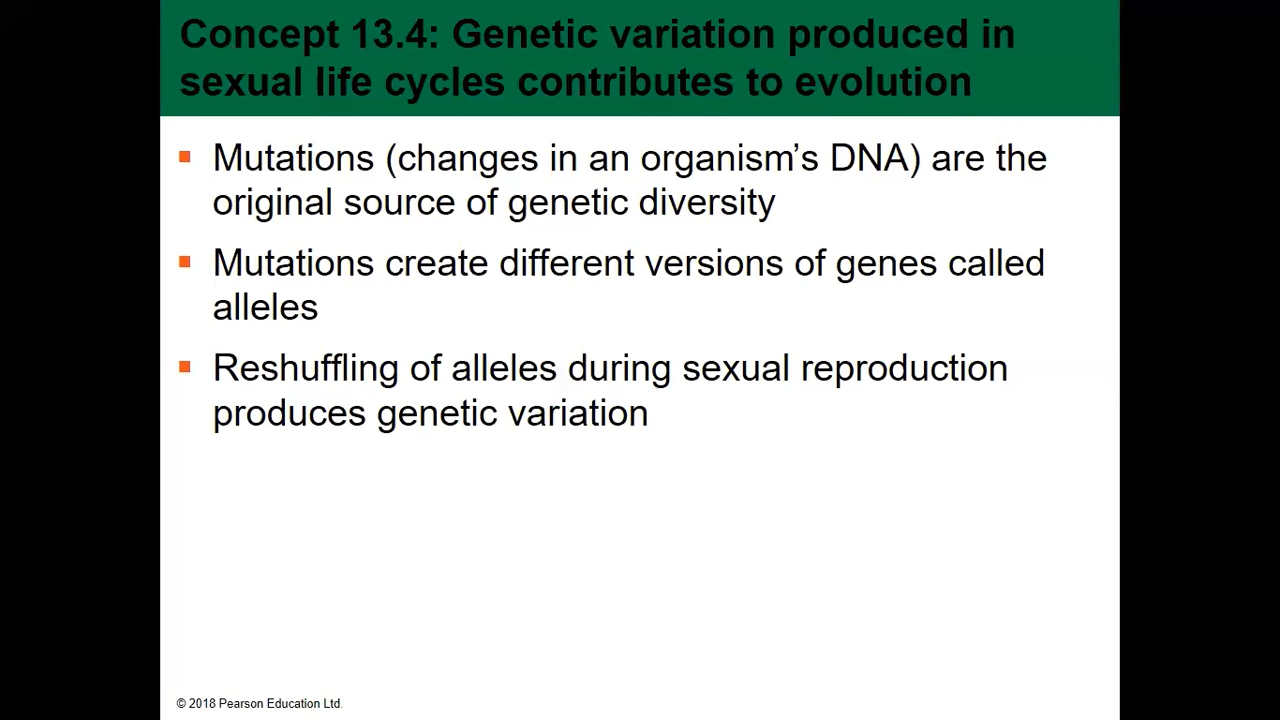 Concept 13.4: Genetic variation produced in
sexual life cycles contributes to evolution
Mutations (changes in an organism’s DNA) are the
original source of genetic diversity
Mutations create different versions of genes called
alleles
Reshuffling of alleles during sexual reproduction
produces genetic variation
© 2018 Pearson Education Ltd.